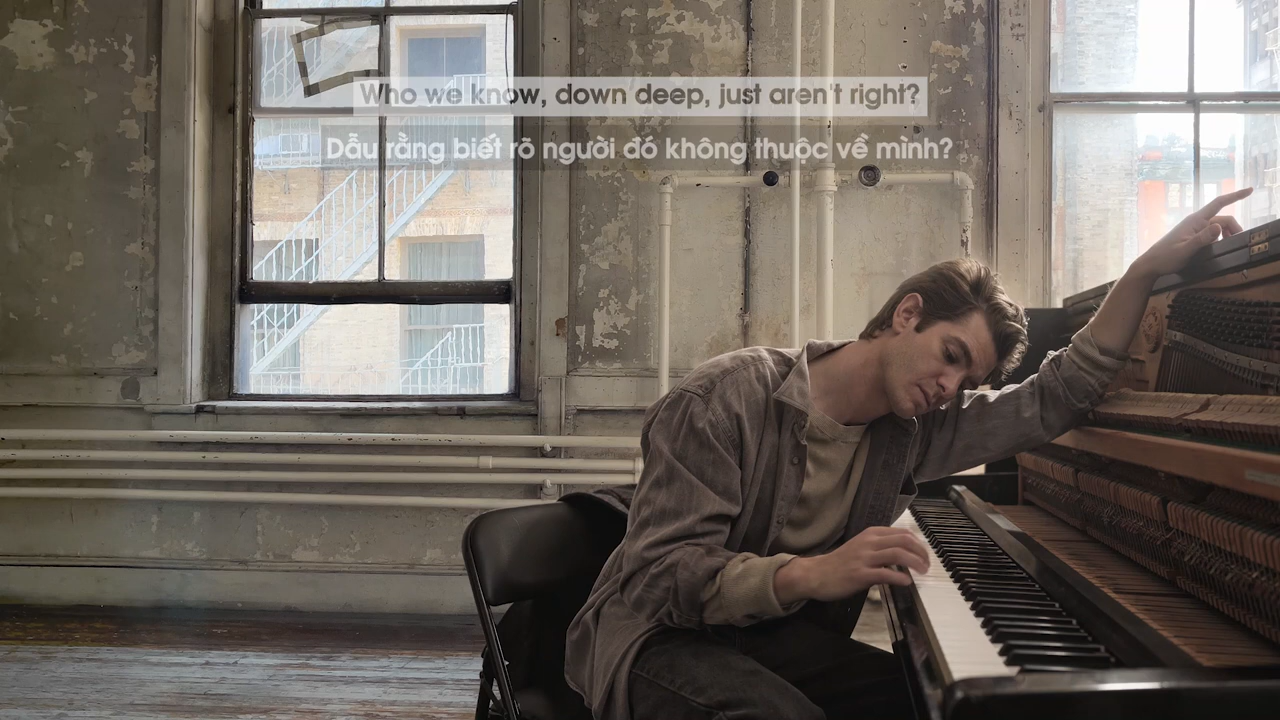 Who we know, down deep, just aren't right?
Dẫu rằng biết rõ người đó không thuộc về mình?